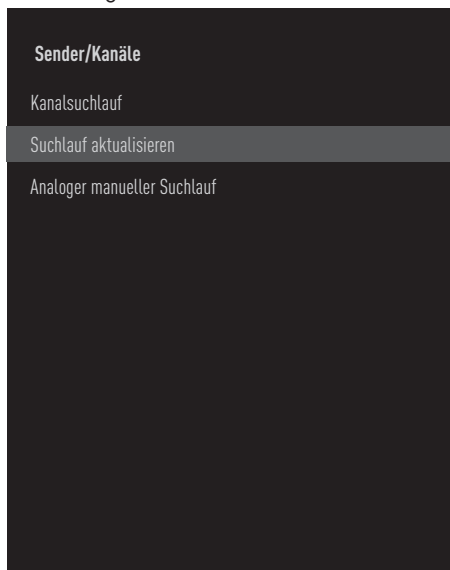 Sender/Kanäle
Kanalsuchlauf
Suchlauf aktualisieren
Analoger manueller Suchlauf